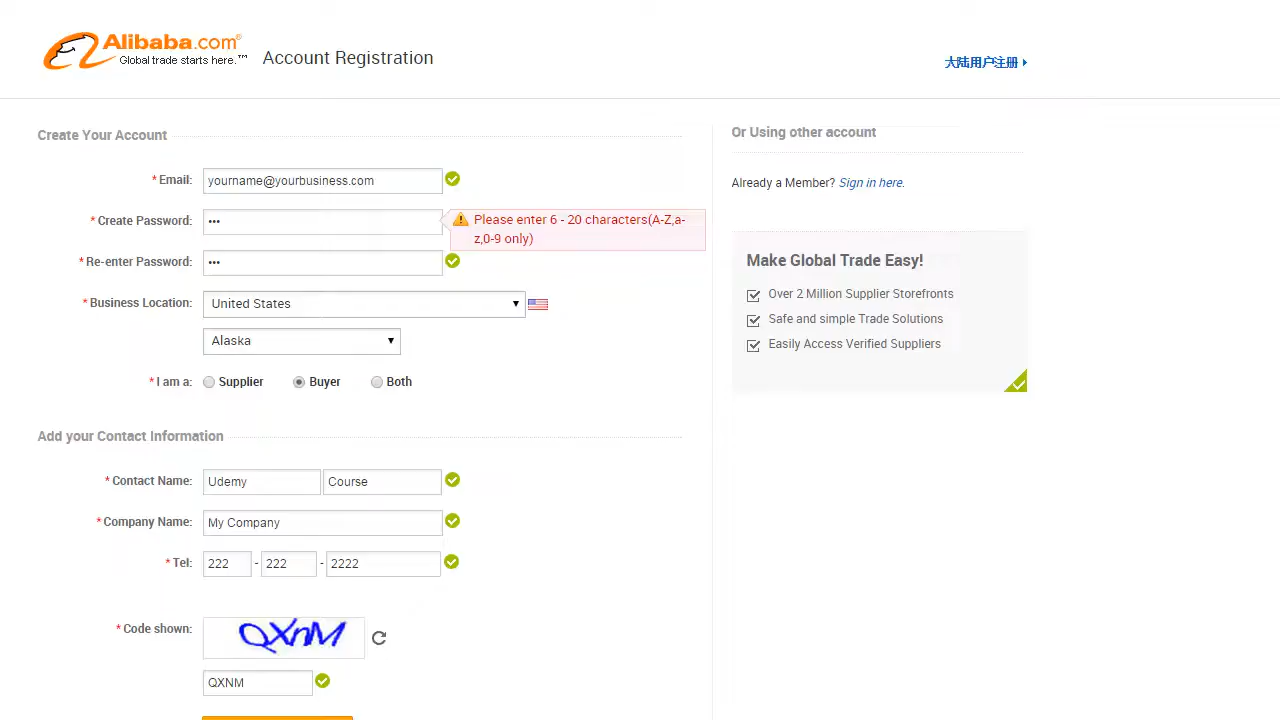 Alibaba.com®
Global trade starts here.™
Account Registration
大陆用户注册
Create Your Account
*Email:
yourname@yourbusiness.com
*Create Password:
•••
Please enter 6 - 20 characters(A-Z,a-
z,0-9 only)
*Re-enter Password:
•••
*Business Location:
United States
Alaska
*I am a:
Supplier
Buyer
Both
Add your Contact Information
*Contact Name:
Udemy
Course
*Company Name:
My Company
*Tel:
222 - 222 - 2222
*Code shown:
QXnM
QXNM
Or Using other account
Already a Member? Sign in here.
Make Global Trade Easy!
Over 2 Million Supplier Storefronts
Safe and simple Trade Solutions
Easily Access Verified Suppliers